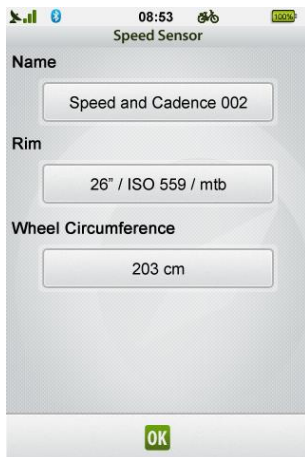 08:53
100%
Speed Sensor
Name
Speed and Cadence 002
Rim
26" / ISO 559 / mtb
Wheel Circumference
203 cm
OK